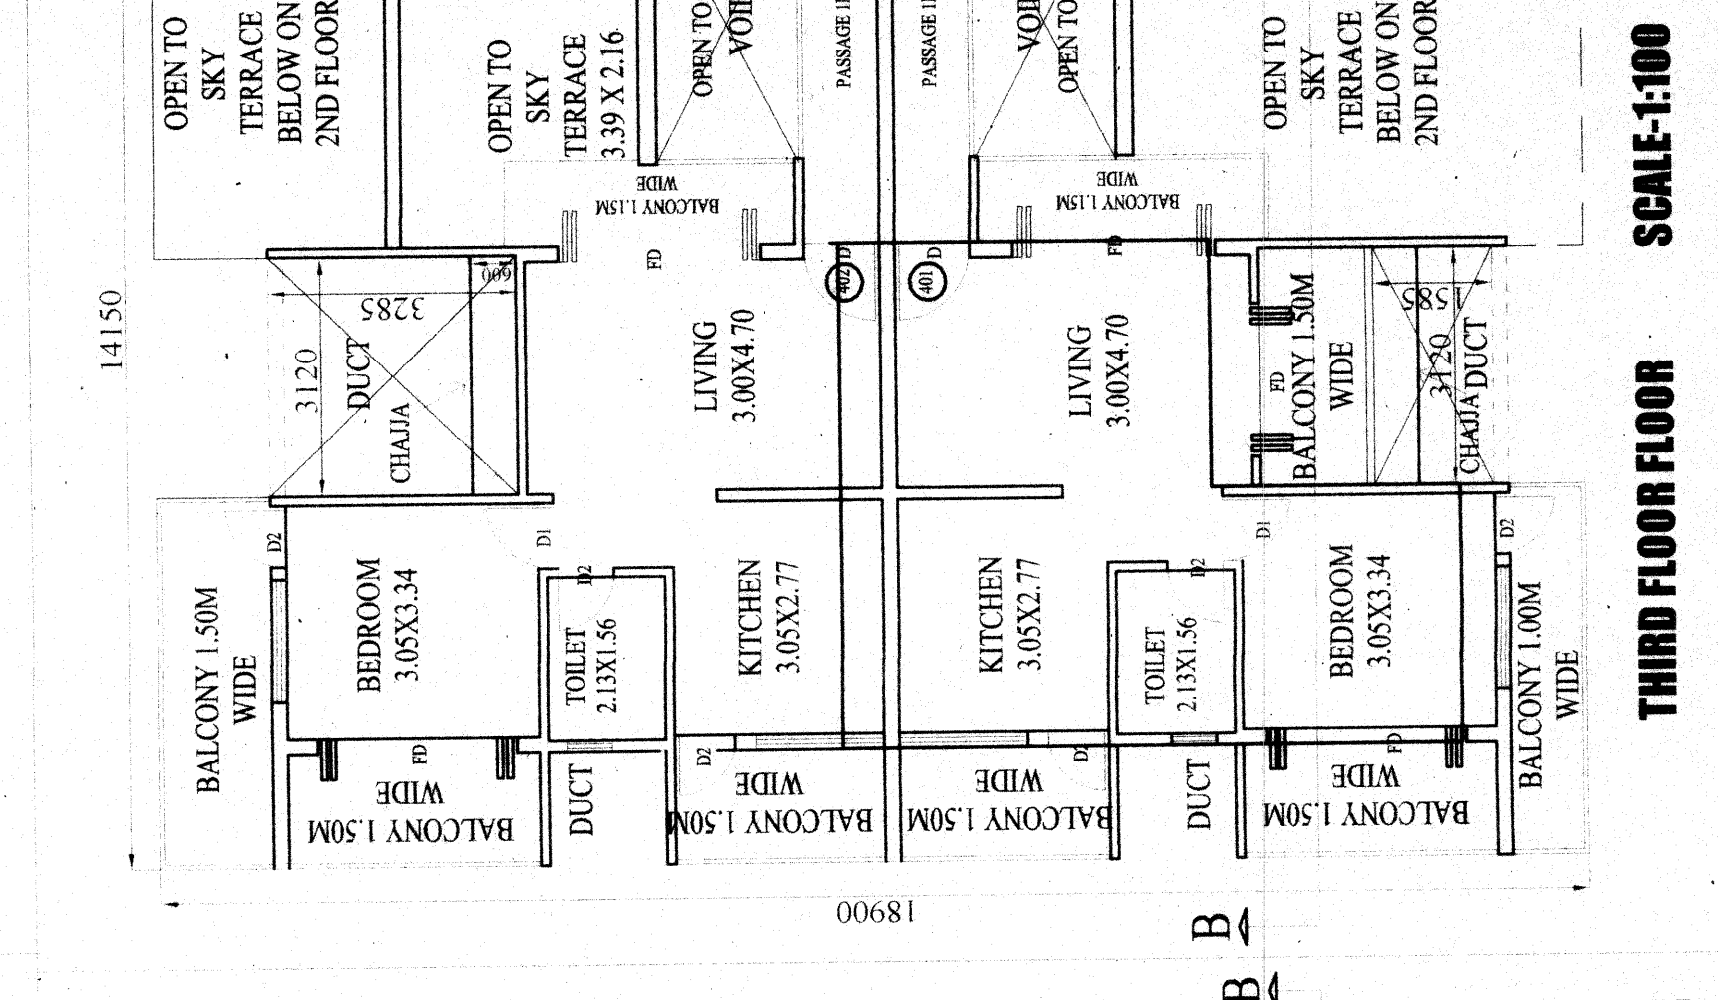 OPEN TO
SKY
TERRACE
BELOW ON
2ND FLOOR
OPEN TO
SKY
TERRACE
3.39 X 2.16
OPEN TO
VOID
PASSAGE
PASSAGE
VOID
OPEN TO
OPEN TO
SKY
TERRACE
BELOW ON
2ND FLOOR
SCALE-1:100
BALCONY 1.15M
WIDE
BALCONY 1.15M
WIDE
FD
D
D
FD
402
401
600
3285
3120
DUCT
CHAJJA
14150
LIVING
3.00X4.70
LIVING
3.00X4.70
FD
BALCONY 1.50M
WIDE
1585
3120
DUCT
CHAJJA
THIRD FLOOR FLOOR
D2
D1
D1
D2
BALCONY 1.50M
WIDE
BEDROOM
3.05X3.34
D2
TOILET
2.13X1.56
KITCHEN
3.05X2.77
KITCHEN
3.05X2.77
D2
TOILET
2.13X1.56
BEDROOM
3.05X3.34
BALCONY 1.00M
WIDE
FD
D2
D2
FD
BALCONY 1.50M
WIDE
DUCT
BALCONY 1.50M
WIDE
BALCONY 1.50M
WIDE
DUCT
BALCONY 1.50M
WIDE
18900
B
B